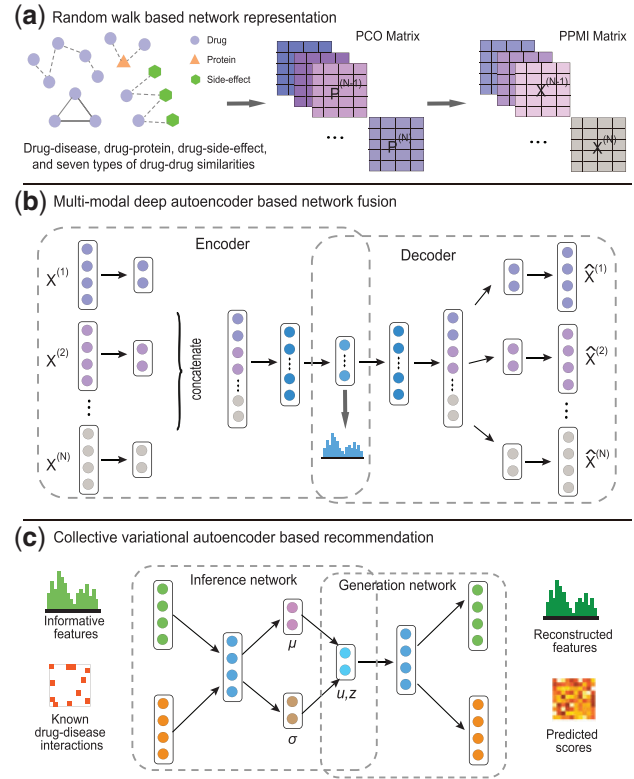 (a) Random walk based network representation
Drug
Protein
Side-effect
PCO Matrix
PPMI Matrix
P(N-1)
X(N-1)
...
...
P(N)
X(N)
Drug-disease, drug-protein, drug-side-effect,
and seven types of drug-drug similarities
(b) Multi-modal deep autoencoder based network fusion
Encoder
Decoder
X(1)
X(2)
X(N)
concatenate
X̂(1)
X̂(2)
X̂(N)
(c) Collective variational autoencoder based recommendation
Inference network
Generation network
Informative
features
Known
drug-disease
interactions
μ
σ
u,z
Reconstructed
features
Predicted
scores